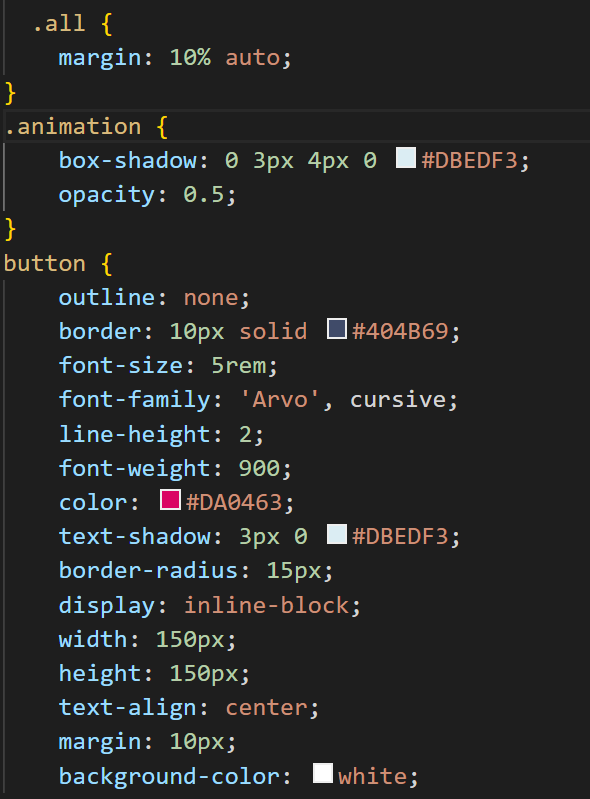 .all {
margin: 10% auto;
}
.animation {
box-shadow: 0 3px 4px 0 #DBEDF3;
opacity: 0.5;
}
button {
outline: none;
border: 10px solid #404B69;
font-size: 5rem;
font-family: 'Arvo', cursive;
line-height: 2;
font-weight: 900;
color: #DA0463;
text-shadow: 3px 0 #DBEDF3;
border-radius: 15px;
display: inline-block;
width: 150px;
height: 150px;
text-align: center;
margin: 10px;
background-color: white;